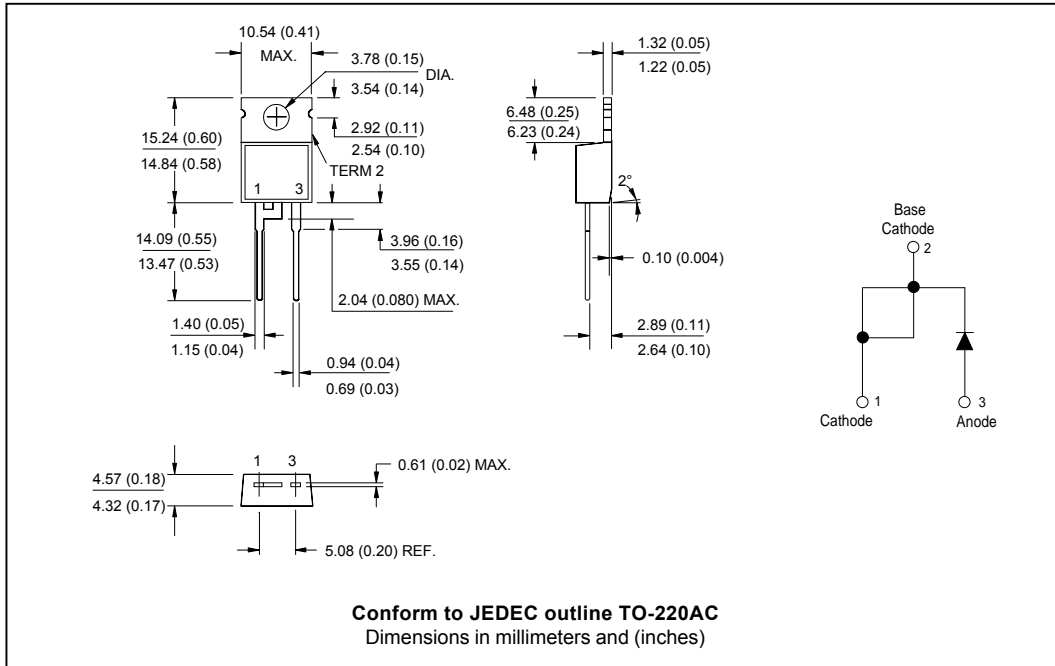 10.54 (0.41)
MAX.
3.78 (0.15)
3.54 (0.14)
DIA.
2.92 (0.11)
2.54 (0.10)
TERM 2
15.24 (0.60)
14.84 (0.58)
1 3
14.09 (0.55)
13.47 (0.53)
3.96 (0.16)
3.55 (0.14)
2.04 (0.080) MAX.
1.40 (0.05)
1.15 (0.04)
0.94 (0.04)
0.69 (0.03)
1.32 (0.05)
1.22 (0.05)
6.48 (0.25)
6.23 (0.24)
2°
0.10 (0.004)
2.89 (0.11)
2.64 (0.10)
Base
Cathode
2
1
Cathode
3
Anode
1 3
4.57 (0.18)
4.32 (0.17)
0.61 (0.02) MAX.
5.08 (0.20) REF.
Conform to JEDEC outline TO-220AC
Dimensions in millimeters and (inches)